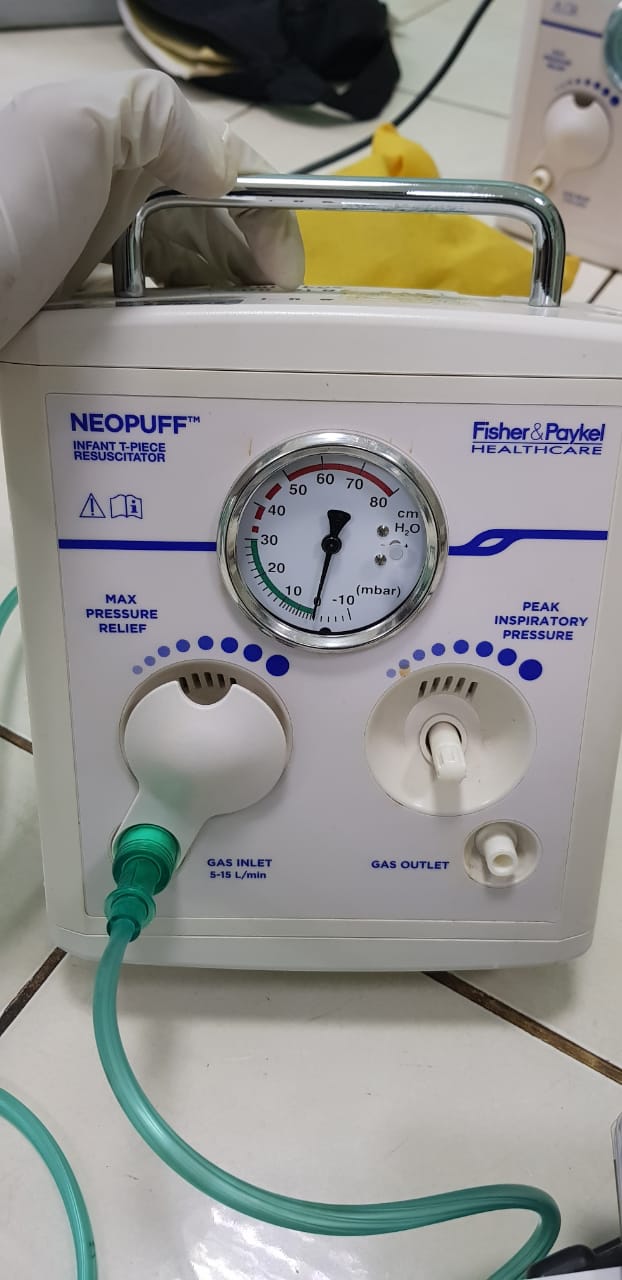 NEOPUFF™
INFANT T-PIECE
RESUSCITATOR
Fisher&Paykel
HEALTHCARE
50 60 70
40 80
30
20
10 0 -10
cm
H₂O
(mbar)
MAX
PRESSURE
RELIEF
PEAK
INSPIRATORY
PRESSURE
GAS INLET
5-15 L/min
GAS OUTLET